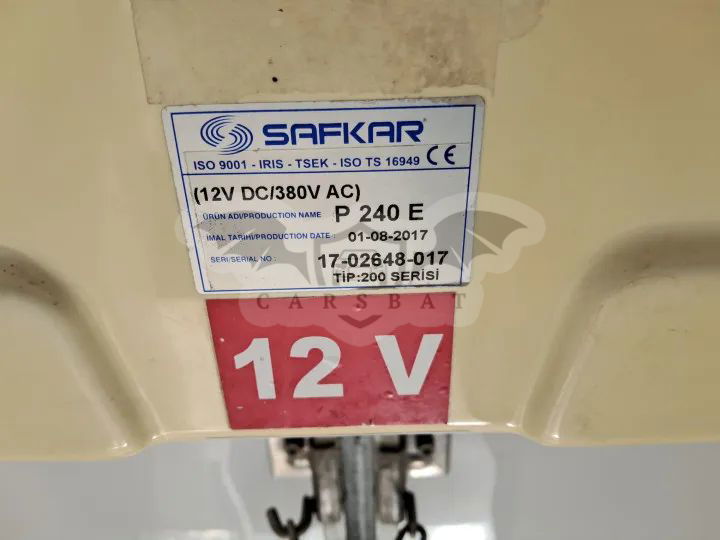 SAFKAR
ISO 9001 - IRIS - TSEK - ISO TS 16949 CE
(12V DC/380V AC)
ÜRÜN ADI/PRODUCTION NAME P 240 E
İMAL TARİHİ/PRODUCTION DATE : 01-08-2017
SERİ/SERIAL NO : 17-02648-017
TİP:200 SERİSİ
CARSBAT
12 V